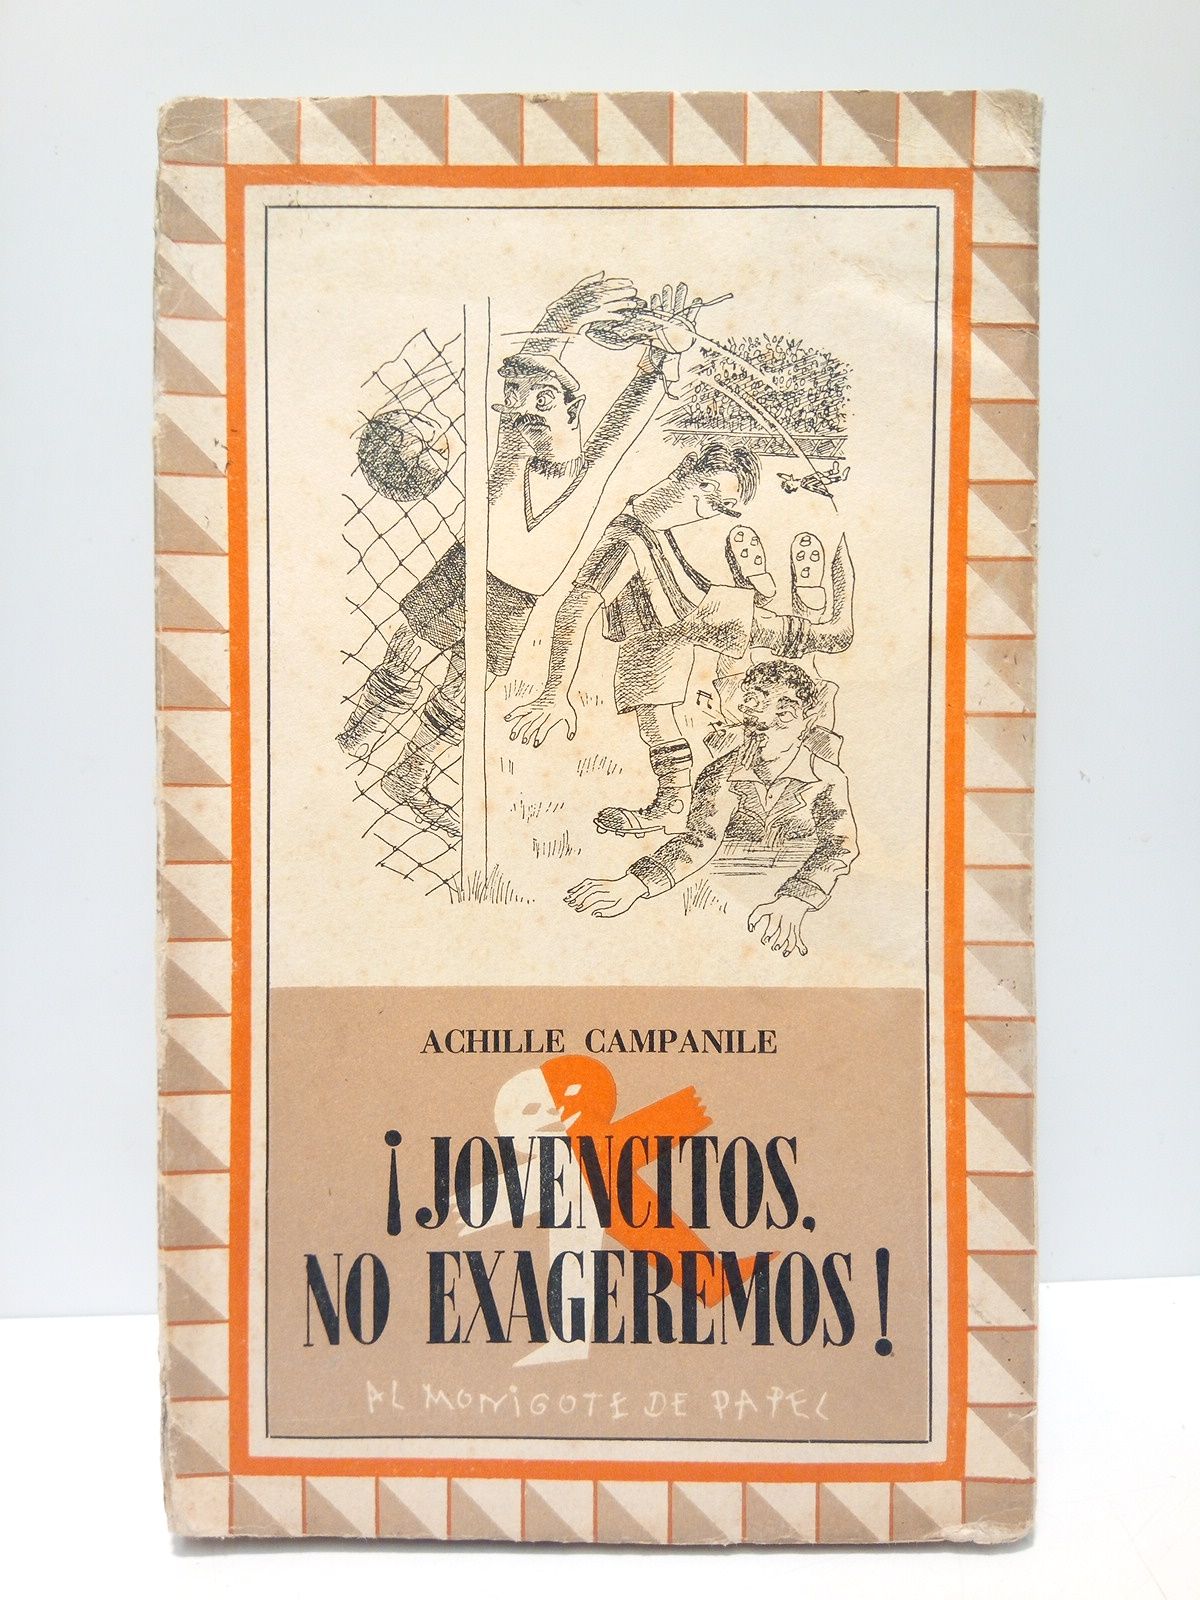 ACHILLE CAMPANILE
¡JOVENCITOS,
NO EXAGEREMOS!
AL MONIGOTE DE PAPEL